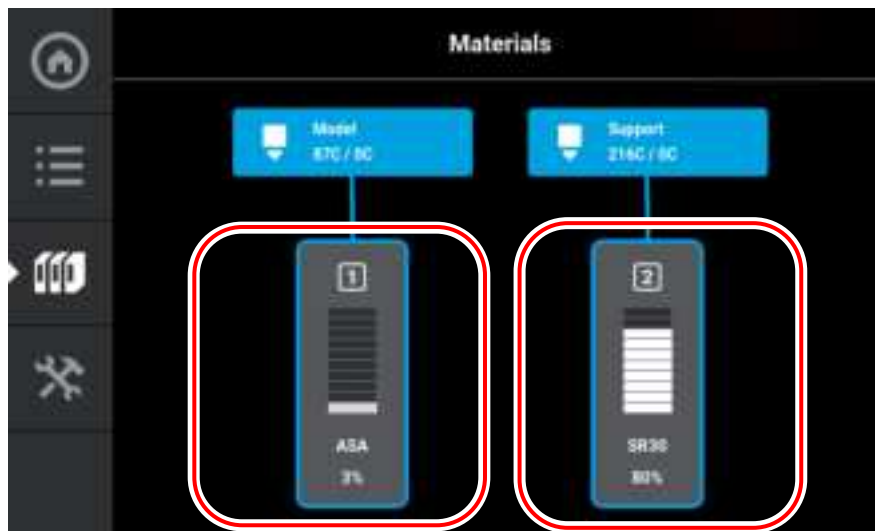 Materials
Model
87C / 0C
Support
216C / 0C
1
2
ASA
3%
SR30
80%